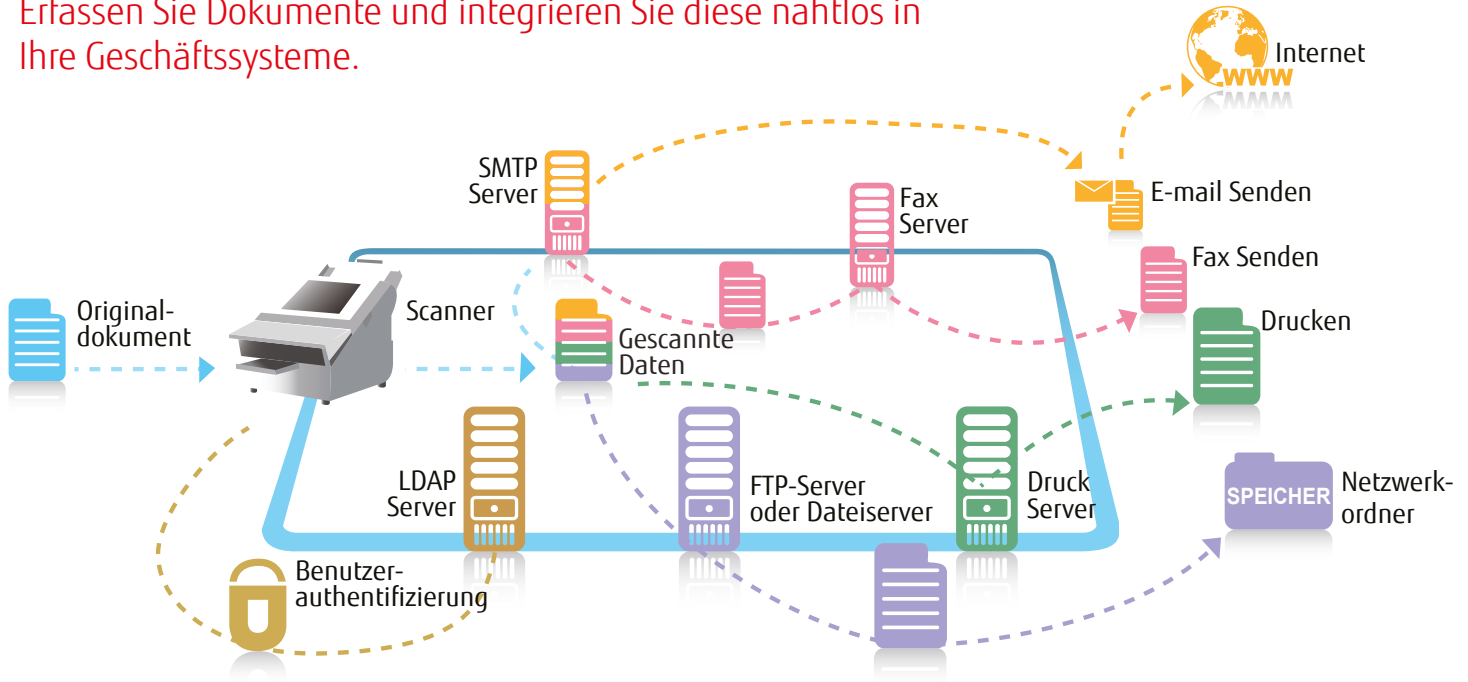 Erfassen Sie Dokumente und integrieren Sie diese nahtlos in
Ihre Geschäftssysteme.
Internet
WWW
SMTP
Server
Fax
Server
E-mail Senden
Fax Senden
Original-
dokument
Scanner
Gescannte
Daten
Drucken
LDAP
Server
FTP-Server
oder Dateiserver
Druck
Server
SPEICHER
Netzwerk-
ordner
Benutzer-
authentifizierung